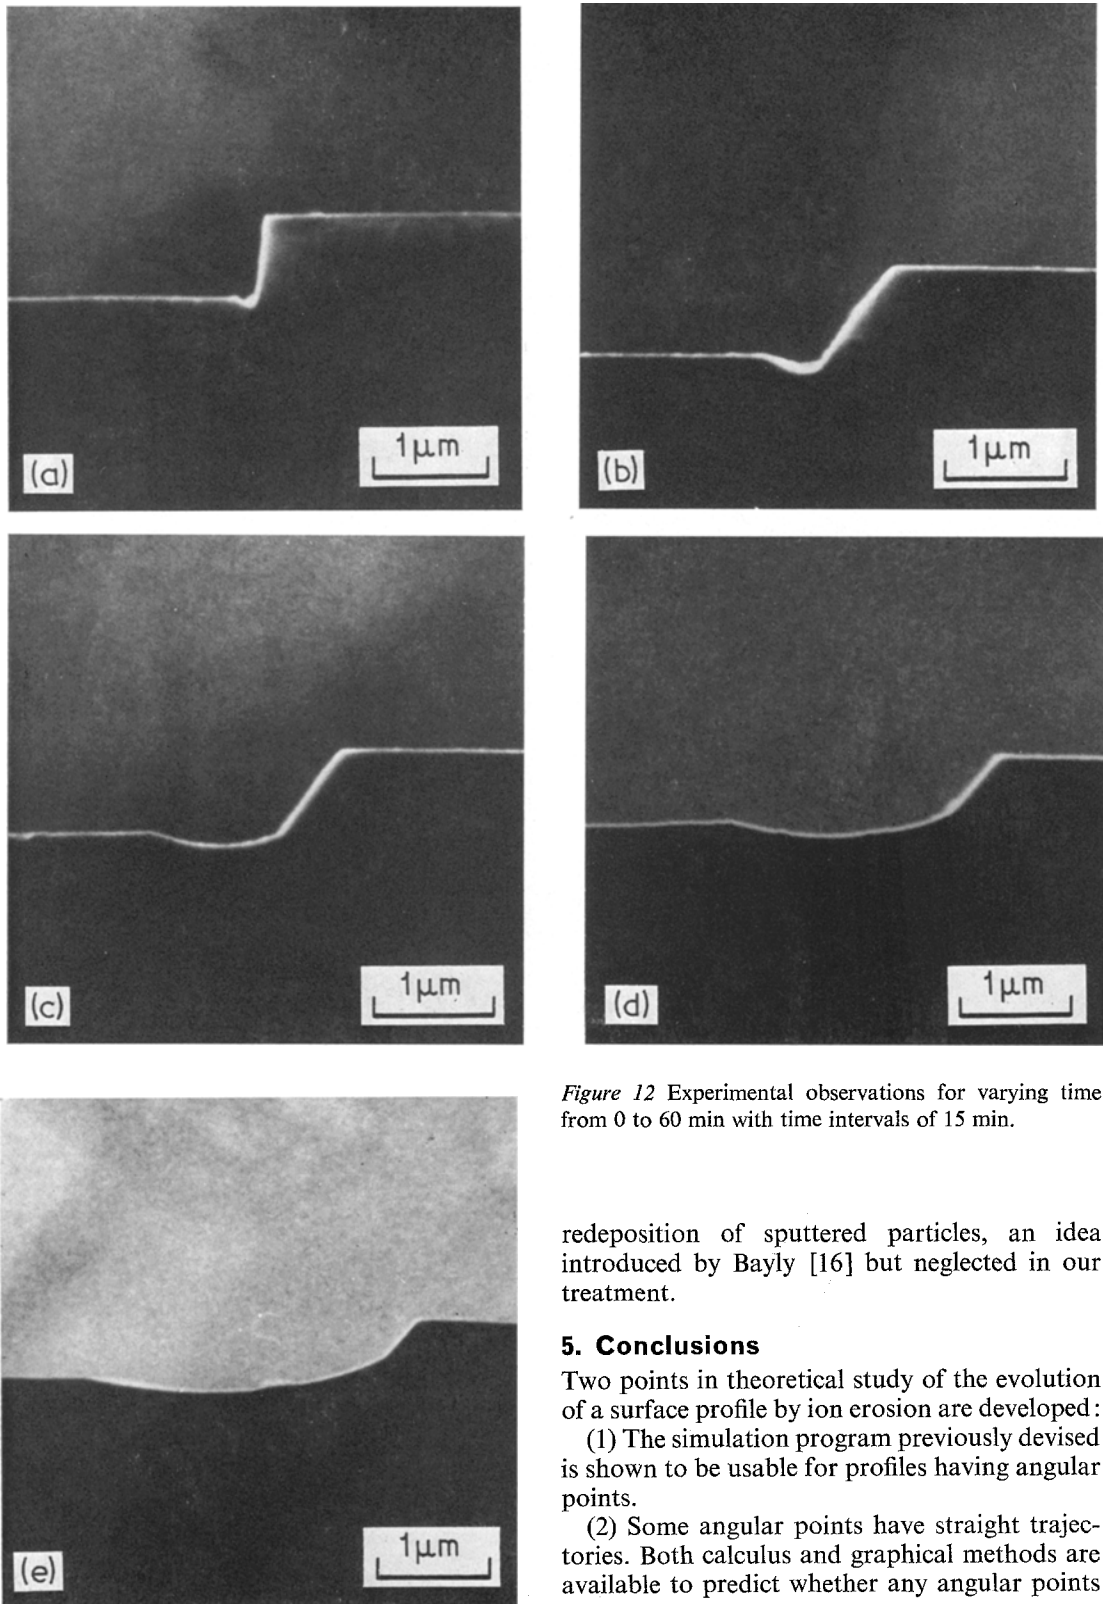 1μm
(a)
1μm
(b)
1μm
(c)
1μm
(d)
Figure 12 Experimental observations for varying time
from 0 to 60 min with time intervals of 15 min.
1μm
(e)
redeposition of sputtered particles, an idea
introduced by Bayly [16] but neglected in our
treatment.
5. Conclusions
Two points in theoretical study of the evolution
of a surface profile by ion erosion are developed:
(1) The simulation program previously devised
is shown to be usable for profiles having angular
points.
(2) Some angular points have straight trajec-
tories. Both calculus and graphical methods are
available to predict whether any angular points